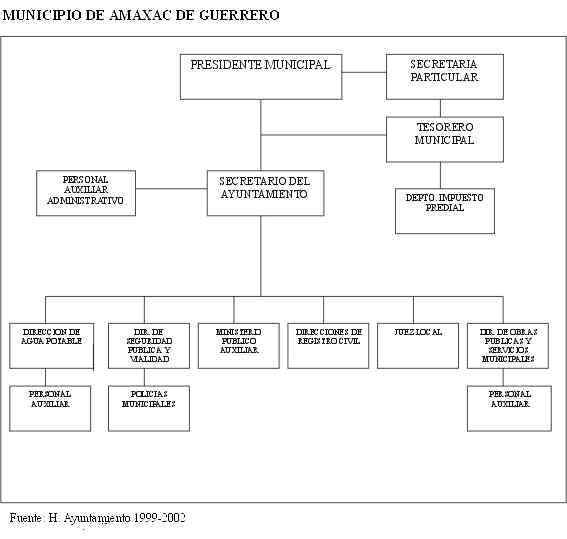 MUNICIPIO DE AMAXAC DE GUERRERO
PRESIDENTE MUNICIPAL
SECRETARIA
PARTICULAR
TESORERO
MUNICIPAL
PERSONAL
AUXILIAR
ADMINISTRATIVO
SECRETARIO DEL
AYUNTAMIENTO
DEPTO. IMPUESTO
PREDIAL
DIRECCION DE
AGUA POTABLE
DIR. DE
SEGURIDAD
PUBLICA Y
VIALIDAD
MINISTERIO
PUBLICO
AUXILIAR
DIRECCIONES DE
REGISTRO CIVIL
JUEZ LOCAL
DIR. DE OBRAS
PUBLICAS Y
SERVICIOS
MUNICIPALES
PERSONAL
AUXILIAR
POLICIAS
MUNICIPALES
PERSONAL
AUXILIAR
Fuente: H. Ayuntamiento 1999-2002